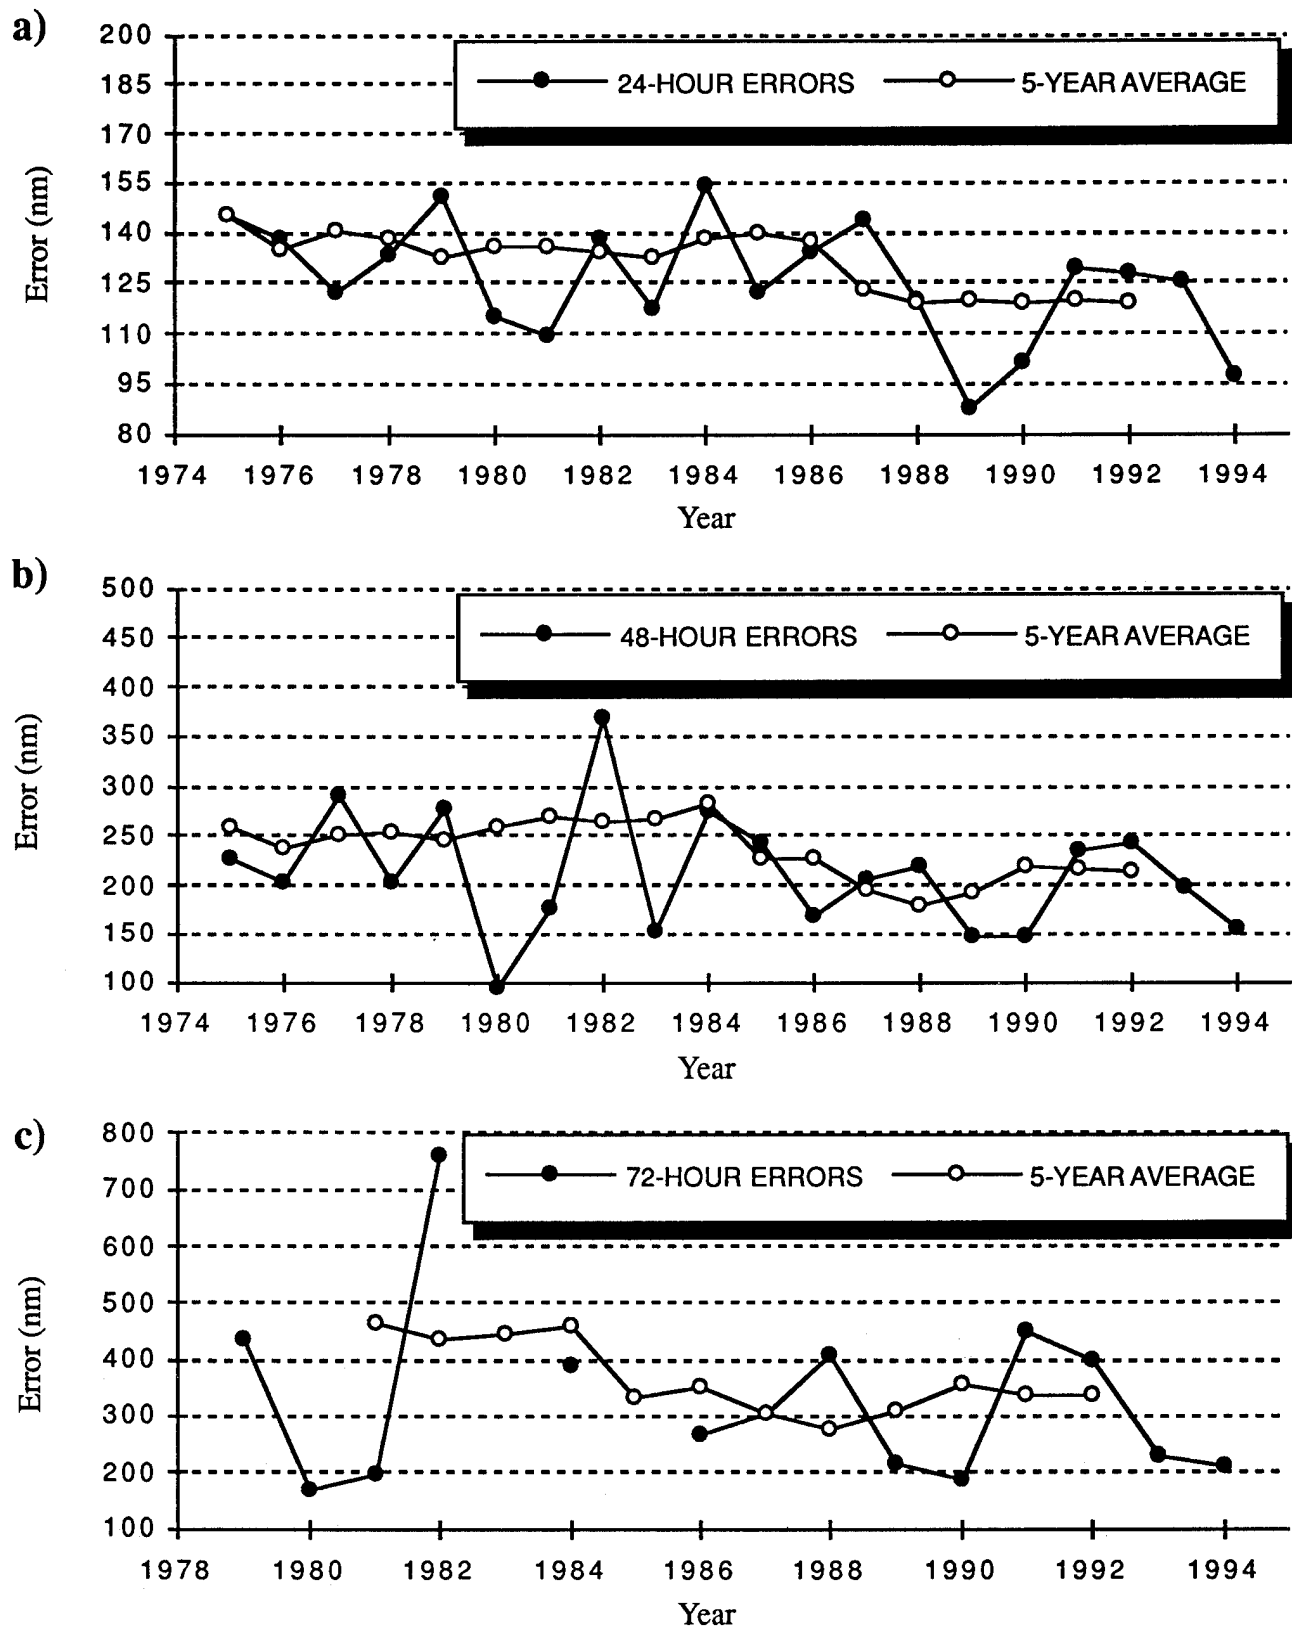 a)
200
24-HOUR ERRORS 5-YEAR AVERAGE
185
170
155
140
125
110
95
80
Error (nm)
1974 1976 1978 1980 1982 1984 1986 1988 1990 1992 1994
Year
b)
500
48-HOUR ERRORS 5-YEAR AVERAGE
450
400
350
300
250
200
150
100
Error (nm)
1974 1976 1978 1980 1982 1984 1986 1988 1990 1992 1994
Year
c)
800
72-HOUR ERRORS 5-YEAR AVERAGE
700
600
500
400
300
200
100
Error (nm)
1978 1980 1982 1984 1986 1988 1990 1992 1994
Year